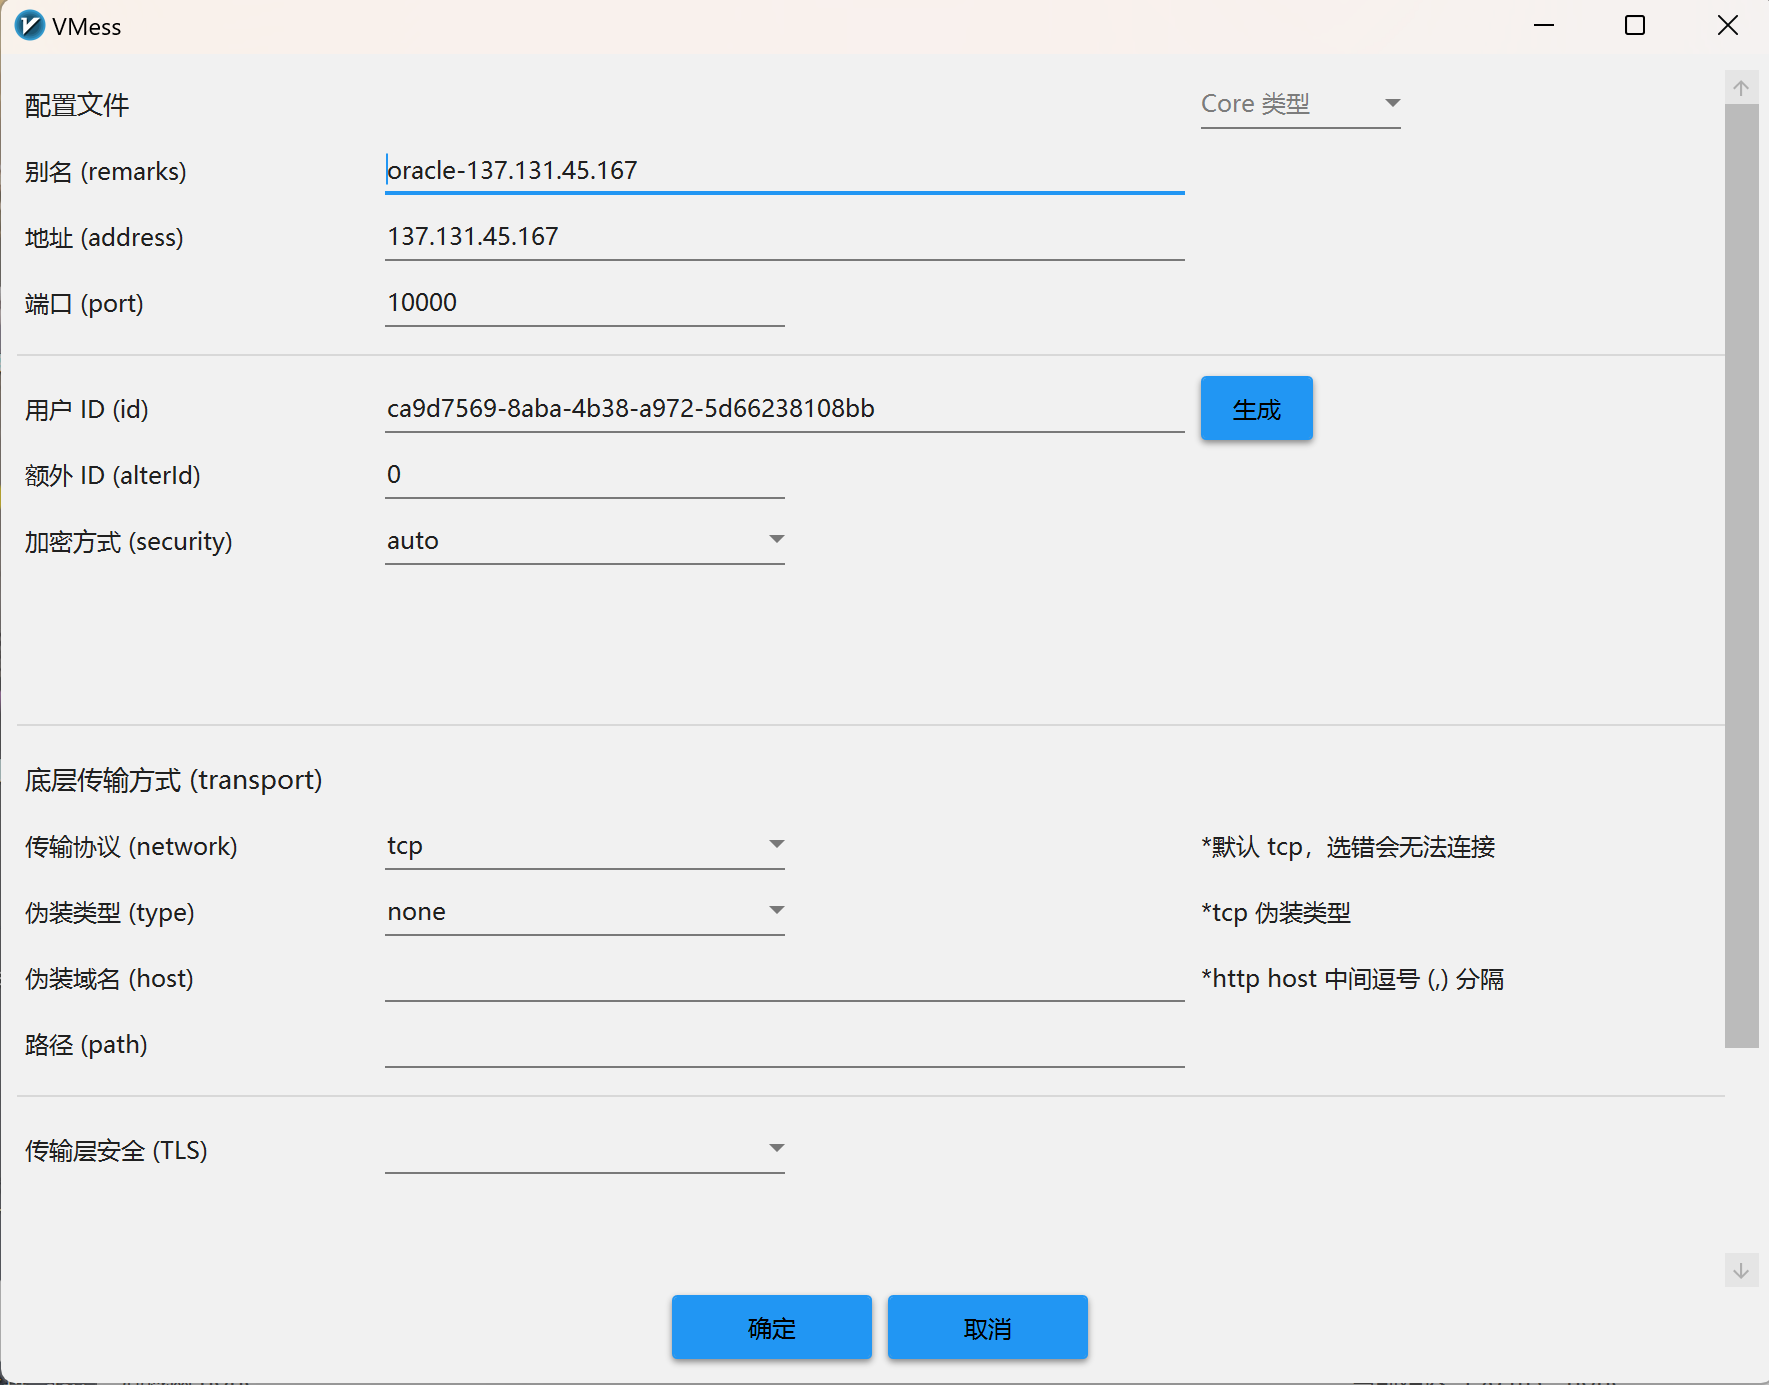 VMess
配置文件
Core 类型
别名 (remarks)
oracle-137.131.45.167
地址 (address)
137.131.45.167
端口 (port)
10000
用户 ID (id)
ca9d7569-8aba-4b38-a972-5d66238108bb
生成
额外 ID (alterId)
0
加密方式 (security)
auto
底层传输方式 (transport)
传输协议 (network)
tcp
*默认 tcp，选错会无法连接
伪装类型 (type)
none
*tcp 伪装类型
伪装域名 (host)
*http host 中间逗号 (,) 分隔
路径 (path)
传输层安全 (TLS)
确定
取消